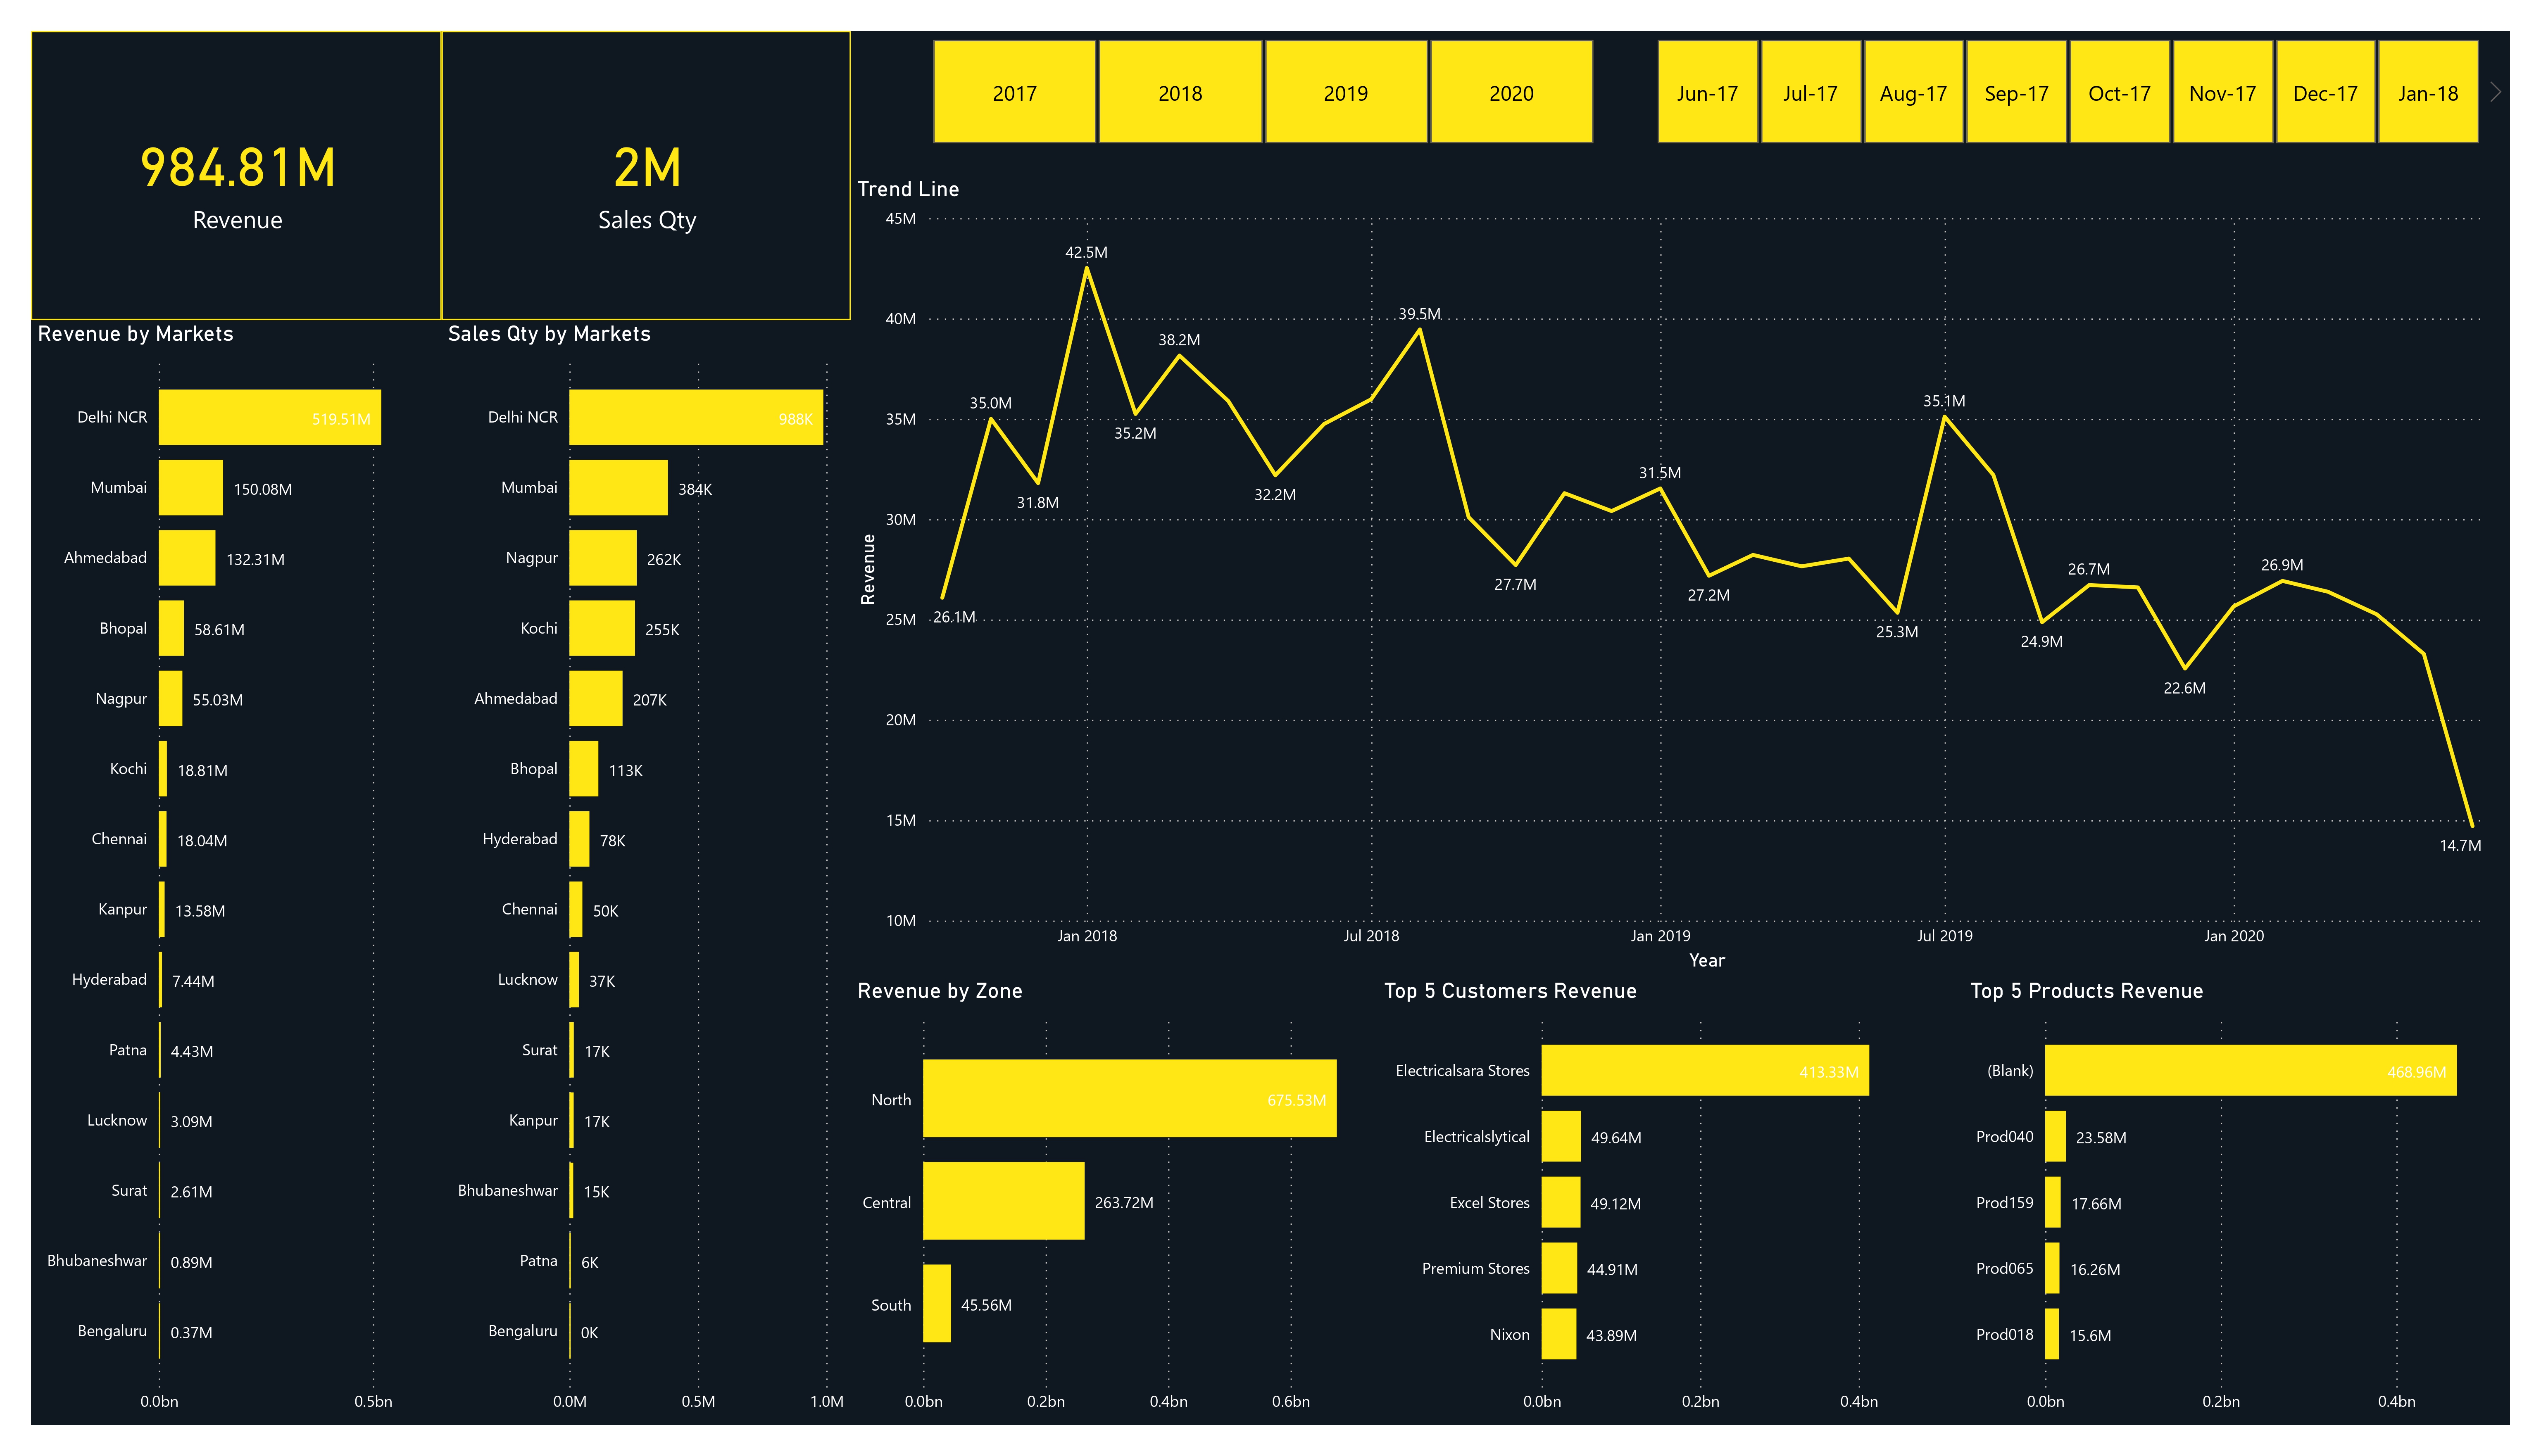 984.81M
Revenue
2M
Sales Qty
2017 2018 2019 2020
Jun-17 Jul-17 Aug-17 Sep-17 Oct-17 Nov-17 Dec-17 Jan-18
Trend Line
Revenue
45M
40M
35M
30M
25M
20M
15M
10M
26.1M
35.0M
31.8M
42.5M
35.2M
38.2M
32.2M
39.5M
27.7M
31.5M
27.2M
25.3M
35.1M
24.9M
26.7M
22.6M
26.9M
14.7M
Jan 2018 Jul 2018 Jan 2019 Jul 2019 Jan 2020
Year
Revenue by Markets
Delhi NCR 519.51M
Mumbai 150.08M
Ahmedabad 132.31M
Bhopal 58.61M
Nagpur 55.03M
Kochi 18.81M
Chennai 18.04M
Kanpur 13.58M
Hyderabad 7.44M
Patna 4.43M
Lucknow 3.09M
Surat 2.61M
Bhubaneshwar 0.89M
Bengaluru 0.37M
0.0bn 0.5bn
Sales Qty by Markets
Delhi NCR 988K
Mumbai 384K
Nagpur 262K
Kochi 255K
Ahmedabad 207K
Bhopal 113K
Hyderabad 78K
Chennai 50K
Lucknow 37K
Surat 17K
Kanpur 17K
Bhubaneshwar 15K
Patna 6K
Bengaluru 0K
0.0M 0.5M 1.0M
Revenue by Zone
North 675.53M
Central 263.72M
South 45.56M
0.0bn 0.2bn 0.4bn 0.6bn
Top 5 Customers Revenue
Electricalsara Stores 413.33M
Electricalslytical 49.64M
Excel Stores 49.12M
Premium Stores 44.91M
Nixon 43.89M
0.0bn 0.2bn 0.4bn
Top 5 Products Revenue
(Blank) 468.96M
Prod040 23.58M
Prod159 17.66M
Prod065 16.26M
Prod018 15.6M
0.0bn 0.2bn 0.4bn